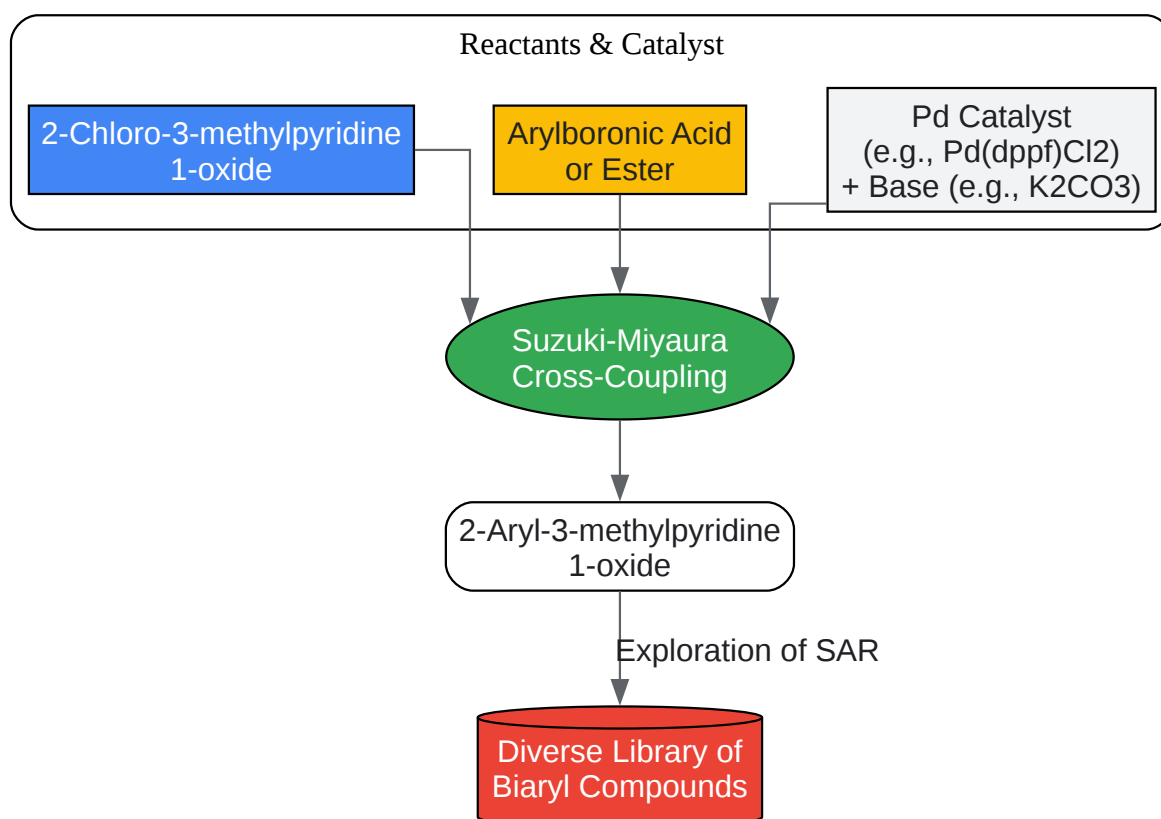 Reactants & Catalyst
2-Chloro-3-methylpyridine
1-oxide
Arylboronic Acid
or Ester
Pd Catalyst
(e.g., Pd(dppf)Cl2)
+ Base (e.g., K2CO3)
Suzuki-Miyaura
Cross-Coupling
2-Aryl-3-methylpyridine
1-oxide
Exploration of SAR
Diverse Library of
Biaryl Compounds